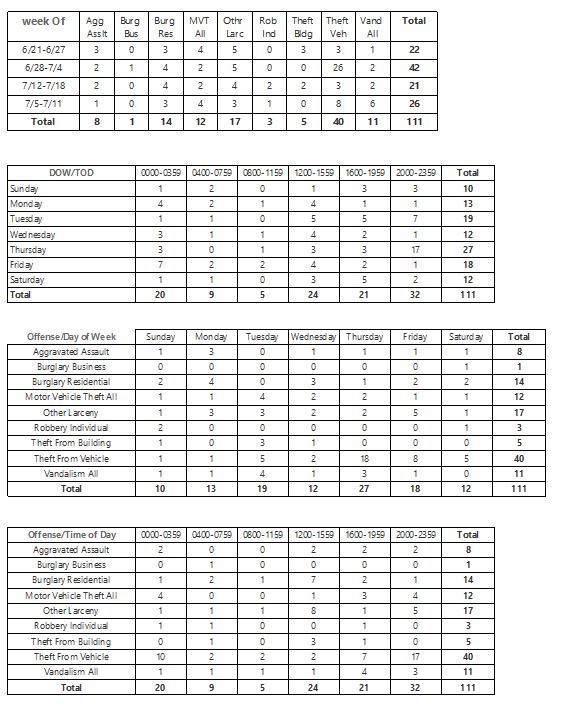 week Of Agg Asslt Burg Bus Burg Res MVT All Othr Larc Rob Ind Theft Bldg Theft Veh Vand All Total
6/21-6/27 3 0 3 4 5 0 3 3 1 22
6/28-7/4 2 1 4 2 5 0 0 26 2 42
7/12-7/18 2 0 4 2 4 2 2 3 2 21
7/5-7/11 1 0 3 4 3 1 0 8 6 26
Total 8 1 14 12 17 3 5 40 11 111
DOW/TOD 0000-0359 0400-0759 0800-1159 1200-1559 1600-1959 2000-2359 Total
Sunday 1 2 0 1 3 3 10
Monday 4 2 1 4 1 1 13
Tuesday 1 1 0 5 5 7 19
Wednesday 3 1 1 4 2 1 12
Thursday 3 0 1 3 3 17 27
Friday 7 2 2 4 2 1 18
Saturday 1 1 0 3 5 2 12
Total 20 9 5 24 21 32 111
Offense/Day of Week Sunday Monday Tuesday Wednesday Thursday Friday Saturday Total
Aggravated Assault 1 3 0 1 1 1 1 8
Burglary Business 0 0 0 0 0 0 1 1
Burglary Residential 2 4 0 3 1 2 2 14
Motor Vehicle Theft All 1 1 4 2 2 1 1 12
Other Larceny 1 3 3 2 2 5 1 17
Robbery Individual 2 0 0 0 0 0 1 3
Theft From Building 1 0 3 1 0 0 0 5
Theft From Vehicle 1 1 5 2 18 8 5 40
Vandalism All 1 1 4 1 3 1 0 11
Total 10 13 19 12 27 18 12 111
Offense/Time of Day 0000-0359 0400-0759 0800-1159 1200-1559 1600-1959 2000-2359 Total
Aggravated Assault 2 0 0 2 2 2 8
Burglary Business 0 1 0 0 0 0 1
Burglary Residential 1 2 1 7 2 1 14
Motor Vehicle Theft All 4 0 0 1 3 4 12
Other Larceny 1 1 1 8 1 5 17
Robbery Individual 1 1 0 0 1 0 3
Theft From Building 0 1 0 3 1 0 5
Theft From Vehicle 10 2 2 2 7 17 40
Vandalism All 1 1 1 1 4 3 11
Total 20 9 5 24 21 32 111